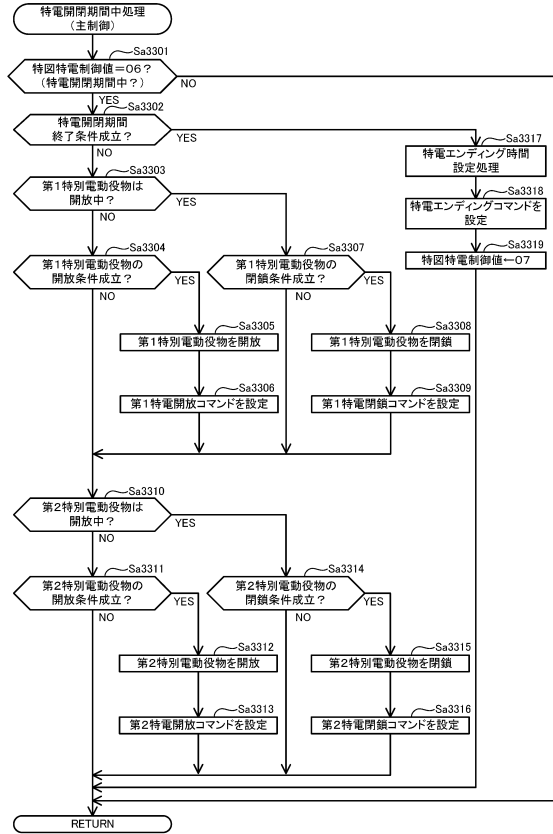 特電開閉期間中処理
(主制御)
Sa3301
特図特電制御値=06?
(特電開閉期間中?)
NO
YES
Sa3302
特電開閉期間
終了条件成立?
YES
NO
Sa3317
特電エンディング時間
設定処理
Sa3318
特電エンディングコマンドを
設定
Sa3319
特図特電制御値←07
Sa3303
第1特別電動役物は
開放中?
YES
NO
Sa3304
第1特別電動役物の
開放条件成立?
YES
NO
Sa3307
第1特別電動役物の
閉鎖条件成立?
YES
NO
Sa3305
第1特別電動役物を開放
Sa3308
第1特別電動役物を閉鎖
Sa3306
第1特電開放コマンドを設定
Sa3309
第1特電閉鎖コマンドを設定
Sa3310
第2特別電動役物は
開放中?
YES
NO
Sa3311
第2特別電動役物の
開放条件成立?
YES
NO
Sa3314
第2特別電動役物の
閉鎖条件成立?
YES
NO
Sa3312
第2特別電動役物を開放
Sa3315
第2特別電動役物を閉鎖
Sa3313
第2特電開放コマンドを設定
Sa3316
第2特電閉鎖コマンドを設定
RETURN